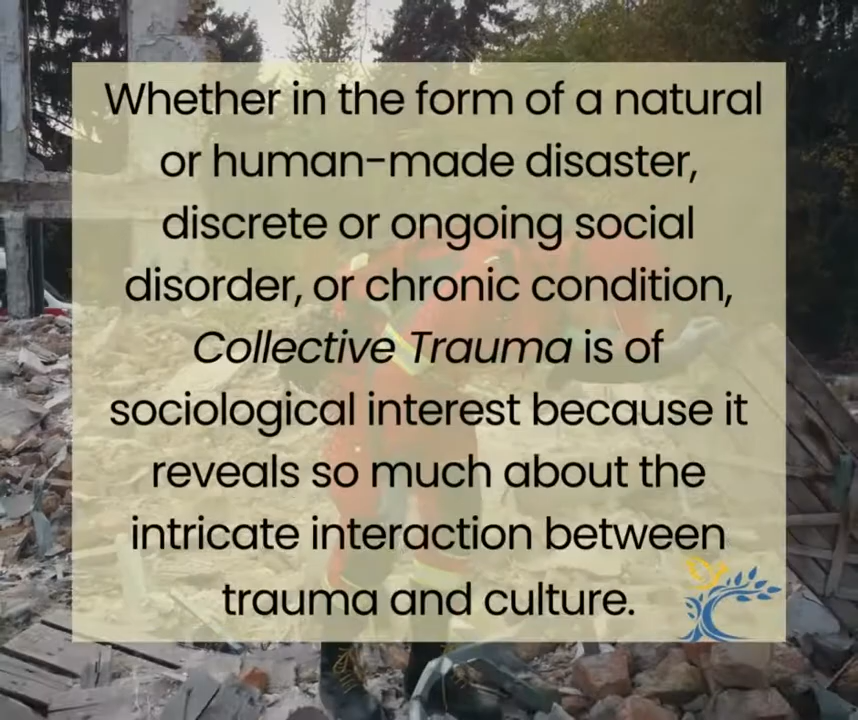 Whether in the form of a natural
or human-made disaster,
discrete or ongoing social
disorder, or chronic condition,
Collective Trauma is of
sociological interest because it
reveals so much about the
intricate interaction between
trauma and culture.